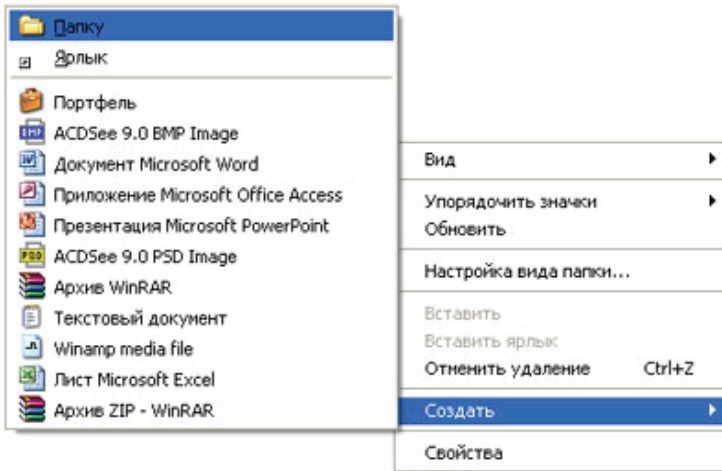 Папку
Ярлык
Портфель
ACDSee 9.0 BMP Image
Документ Microsoft Word
Приложение Microsoft Office Access
Презентация Microsoft PowerPoint
ACDSee 9.0 PSD Image
Архив WinRAR
Текстовый документ
Winamp media file
Лист Microsoft Excel
Архив ZIP - WinRAR
Вид
Упорядочить значки
Обновить
Настройка вида папки...
Вставить
Вставить ярлык
Отменить удаление Ctrl+Z
Создать
Свойства